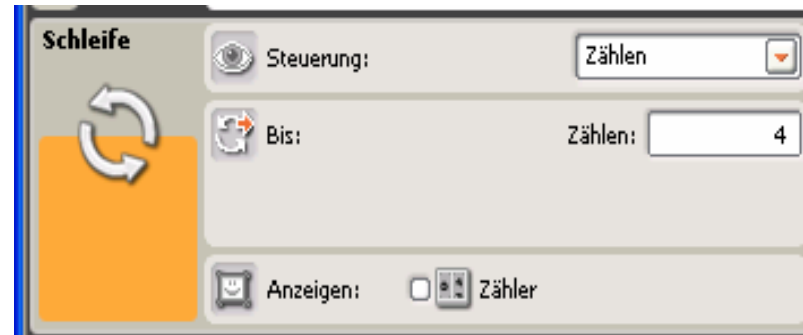 Schleife
Steuerung: Zählen
Bis: Zählen: 4
Anzeigen: Zähler